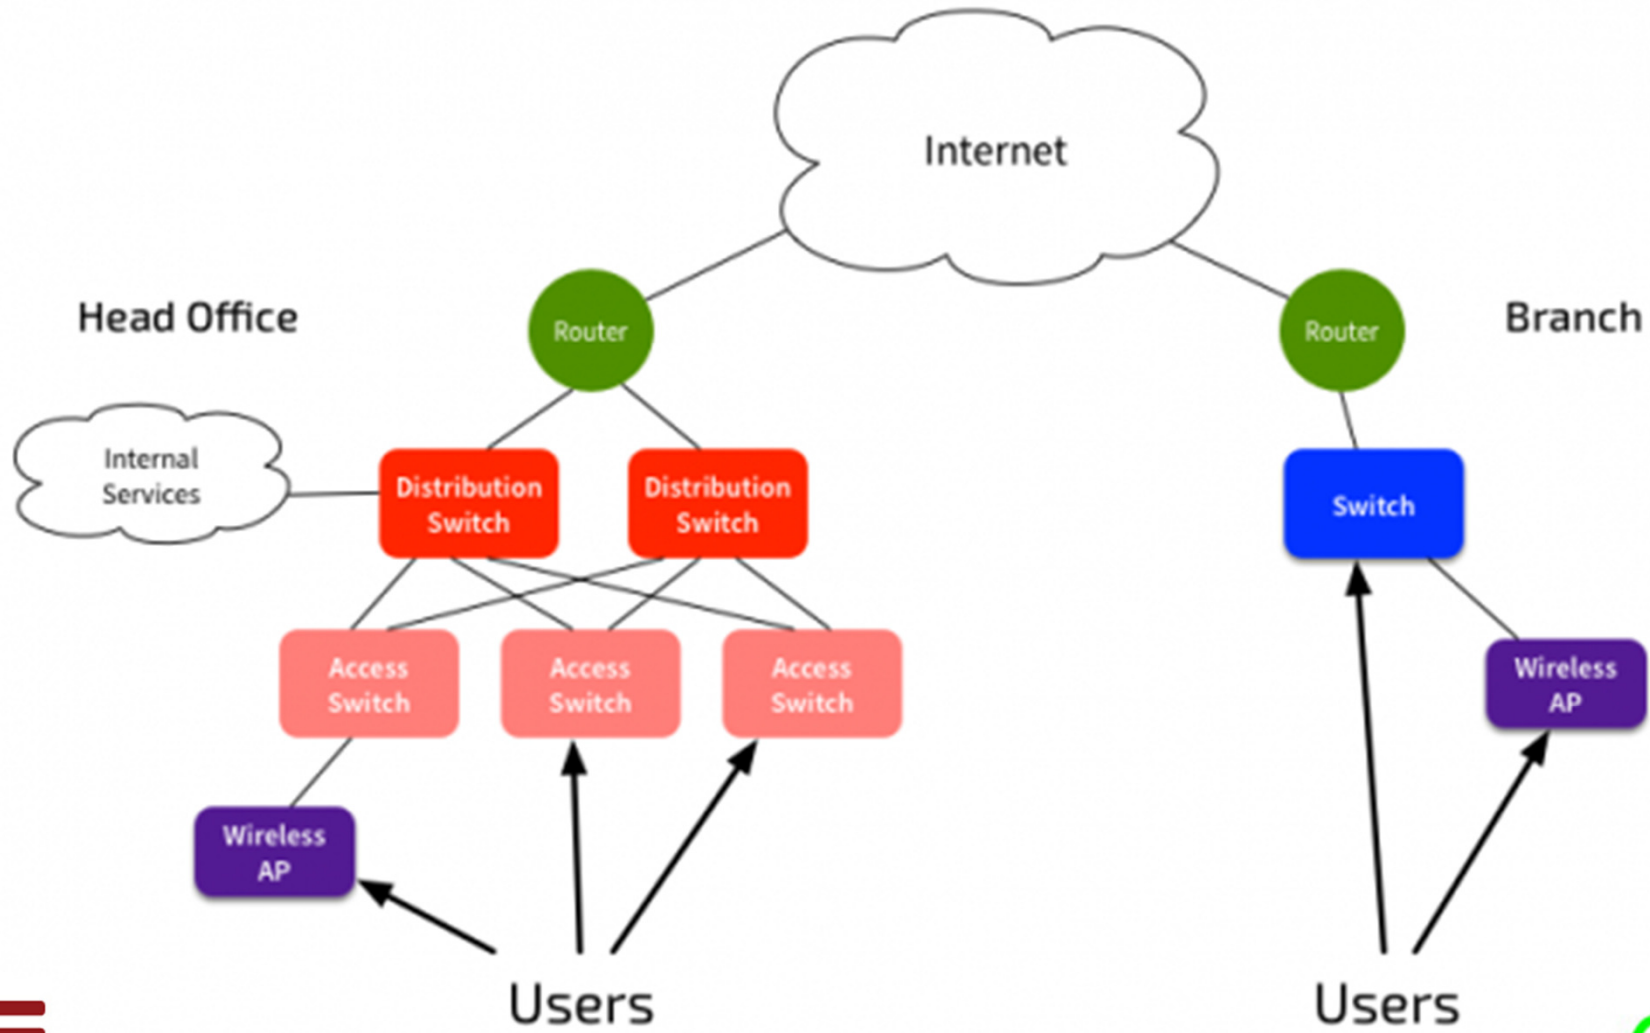 Internet
Head Office
Router
Router
Branch
Internal
Services
Distribution
Switch
Distribution
Switch
Switch
Access
Switch
Access
Switch
Access
Switch
Wireless
AP
Wireless
AP
Users
Users